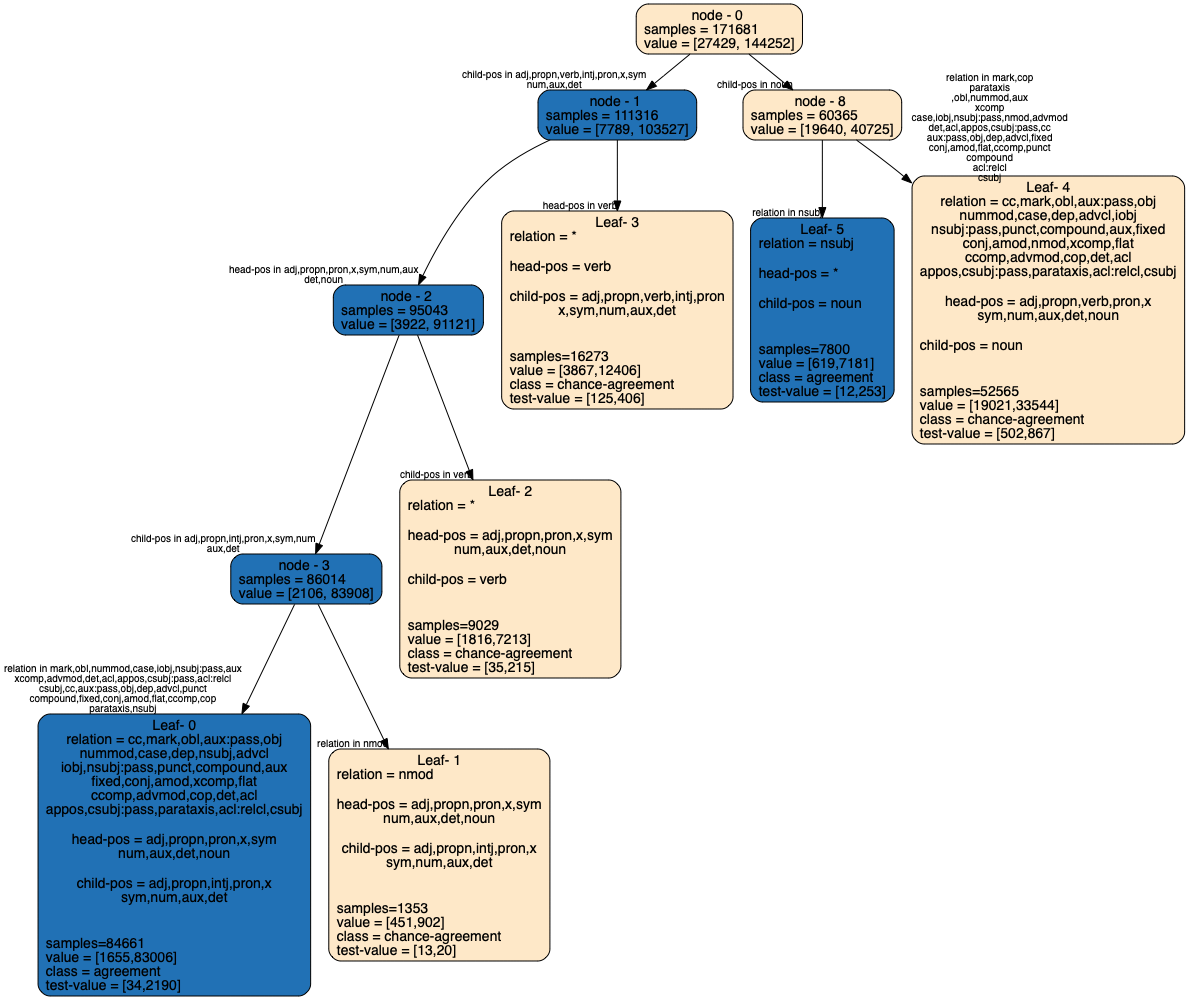 node - 0
samples = 171681
value = [27429, 144252]
child-pos in adj,propn,verb,intj,pron,x,sym
num,aux,det
node - 1
samples = 111316
value = [7789, 103527]
child-pos in noun
node - 8
samples = 60365
value = [19640, 40725]
relation in mark,cop
parataxis
,obl,nummod,aux
xcomp
case,iobj,nsubj:pass,nmod,advmod
det,acl,appos,csubj:pass,cc
aux:pass,obj,dep,advcl,fixed
conj,amod,flat,ccomp,punct
compound
acl:relcl
csubj
Leaf- 4
relation = cc,mark,obl,aux:pass,obj
nummod,case,dep,advcl,iobj
nsubj:pass,punct,compound,aux,fixed
conj,amod,nmod,xcomp,flat
ccomp,advmod,cop,det,acl
appos,csubj:pass,parataxis,acl:relcl,csubj
head-pos = adj,propn,verb,pron,x
sym,num,aux,det,noun
child-pos = noun
samples=52565
value = [19021,33544]
class = chance-agreement
test-value = [502,867]
relation in nsubj
Leaf- 5
relation = nsubj
head-pos = *
child-pos = noun
samples=7800
value = [619,7181]
class = agreement
test-value = [12,253]
head-pos in verb
Leaf- 3
relation = *
head-pos = verb
child-pos = adj,propn,verb,intj,pron
x,sym,num,aux,det
samples=16273
value = [3867,12406]
class = chance-agreement
test-value = [125,406]
head-pos in adj,propn,pron,x,sym,num,aux
det,noun
node - 2
samples = 95043
value = [3922, 91121]
child-pos in verb
Leaf- 2
relation = *
head-pos = adj,propn,pron,x,sym
num,aux,det,noun
child-pos = verb
samples=9029
value = [1816,7213]
class = chance-agreement
test-value = [35,215]
child-pos in adj,propn,intj,pron,x,sym,num
aux,det
node - 3
samples = 86014
value = [2106, 83908]
relation in mark,obl,nummod,case,iobj,nsubj:pass,aux
xcomp,advmod,det,acl,appos,csubj:pass,acl:relcl
csubj,cc,aux:pass,obj,dep,advcl,punct
compound,fixed,conj,amod,flat,ccomp,cop
parataxis,nsubj
Leaf- 0
relation = cc,mark,obl,aux:pass,obj
nummod,case,dep,nsubj,advcl
iobj,nsubj:pass,punct,compound,aux
fixed,conj,amod,xcomp,flat
ccomp,advmod,cop,det,acl
appos,csubj:pass,parataxis,acl:relcl,csubj
head-pos = adj,propn,pron,x,sym
num,aux,det,noun
child-pos = adj,propn,intj,pron,x
sym,num,aux,det
samples=84661
value = [1655,83006]
class = agreement
test-value = [34,2190]
relation in nmod
Leaf- 1
relation = nmod
head-pos = adj,propn,pron,x,sym
num,aux,det,noun
child-pos = adj,propn,intj,pron,x
sym,num,aux,det
samples=1353
value = [451,902]
class = chance-agreement
test-value = [13,20]